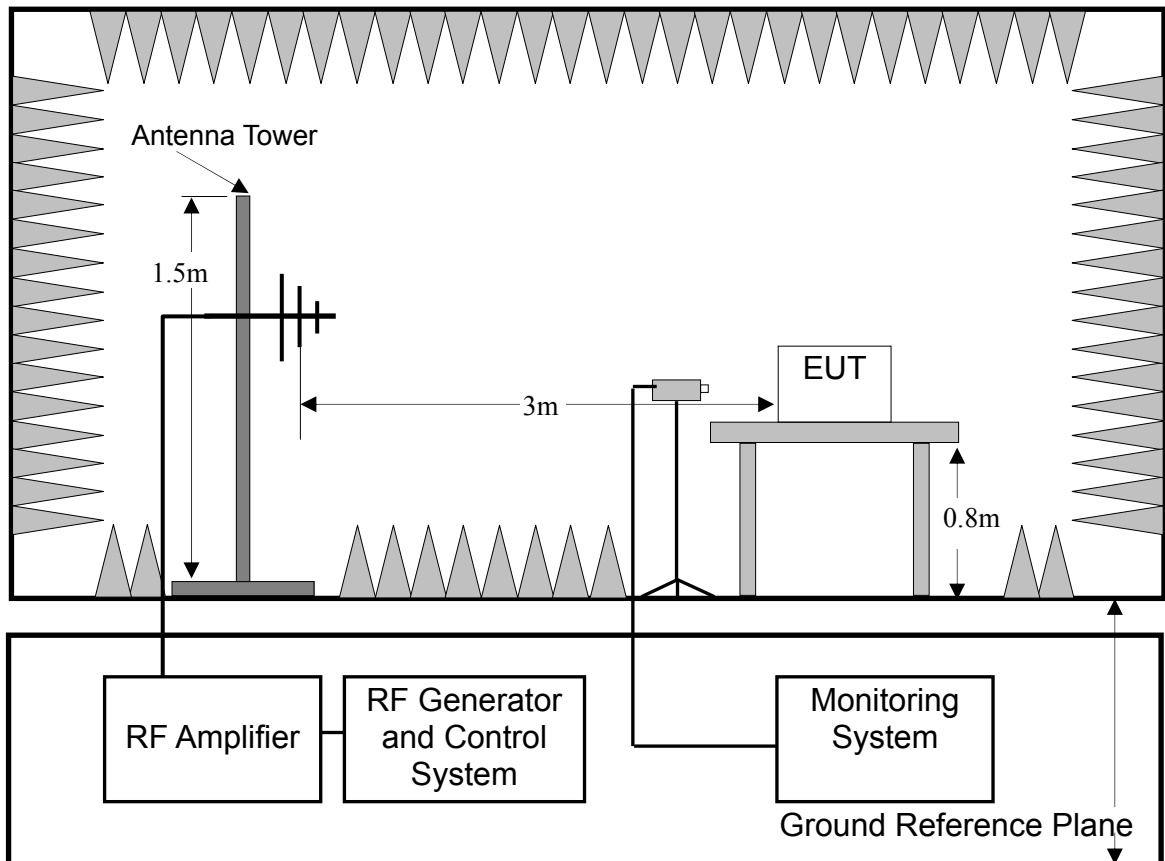 Antenna Tower
1.5m
EUT
3m
0.8m
RF Amplifier
RF Generator
and Control
System
Monitoring
System
Ground Reference Plane